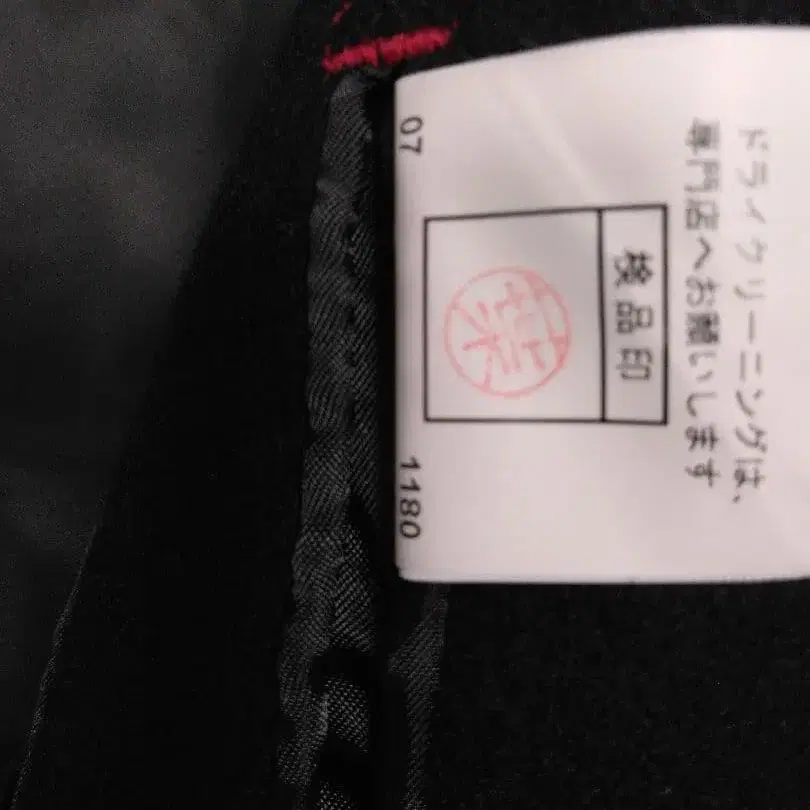 ドライクリーニングは、
専門店へお願いします
検品印
07
1180